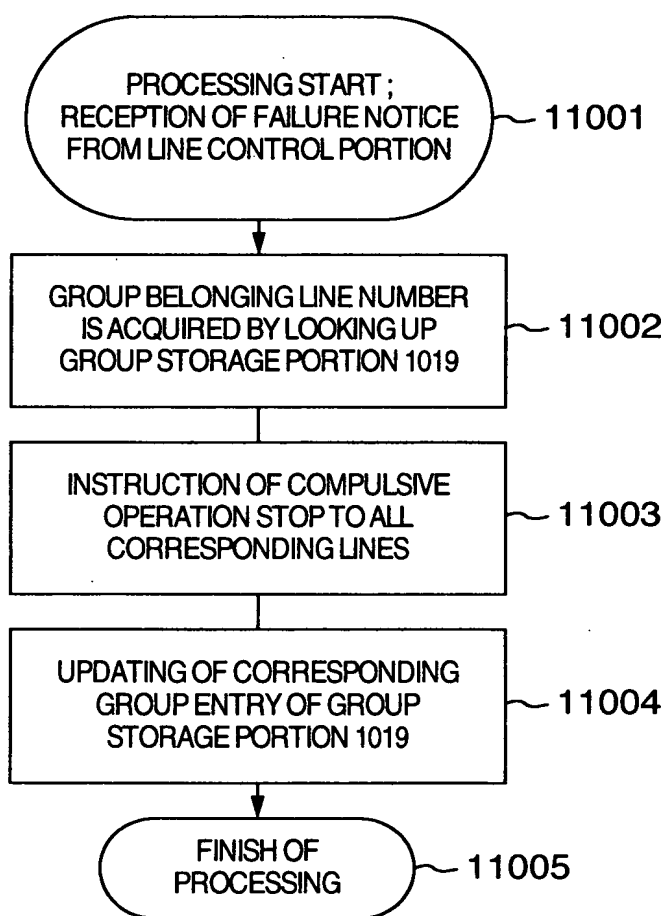 PROCESSING START ;
RECEPTION OF FAILURE NOTICE
FROM LINE CONTROL PORTION
11001
GROUP BELONGING LINE NUMBER
IS ACQUIRED BY LOOKING UP
GROUP STORAGE PORTION 1019
11002
INSTRUCTION OF COMPULSIVE
OPERATION STOP TO ALL
CORRESPONDING LINES
11003
UPDATING OF CORRESPONDING
GROUP ENTRY OF GROUP
STORAGE PORTION 1019
11004
FINISH OF
PROCESSING
11005